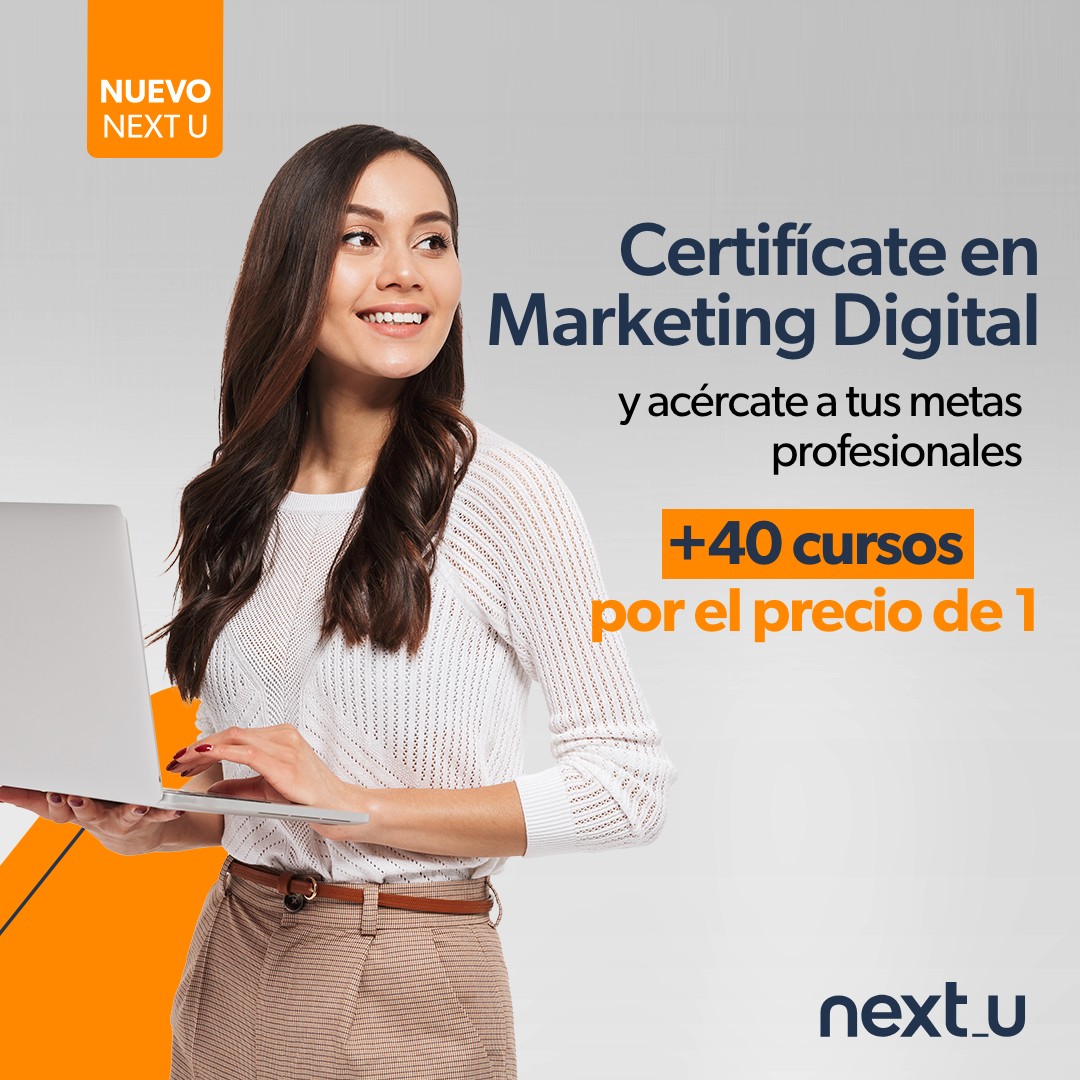 NUEVO
NEXT U
Certifícate en
Marketing Digital
y acércate a tus metas
profesionales
+40 cursos
por el precio de 1
next_u